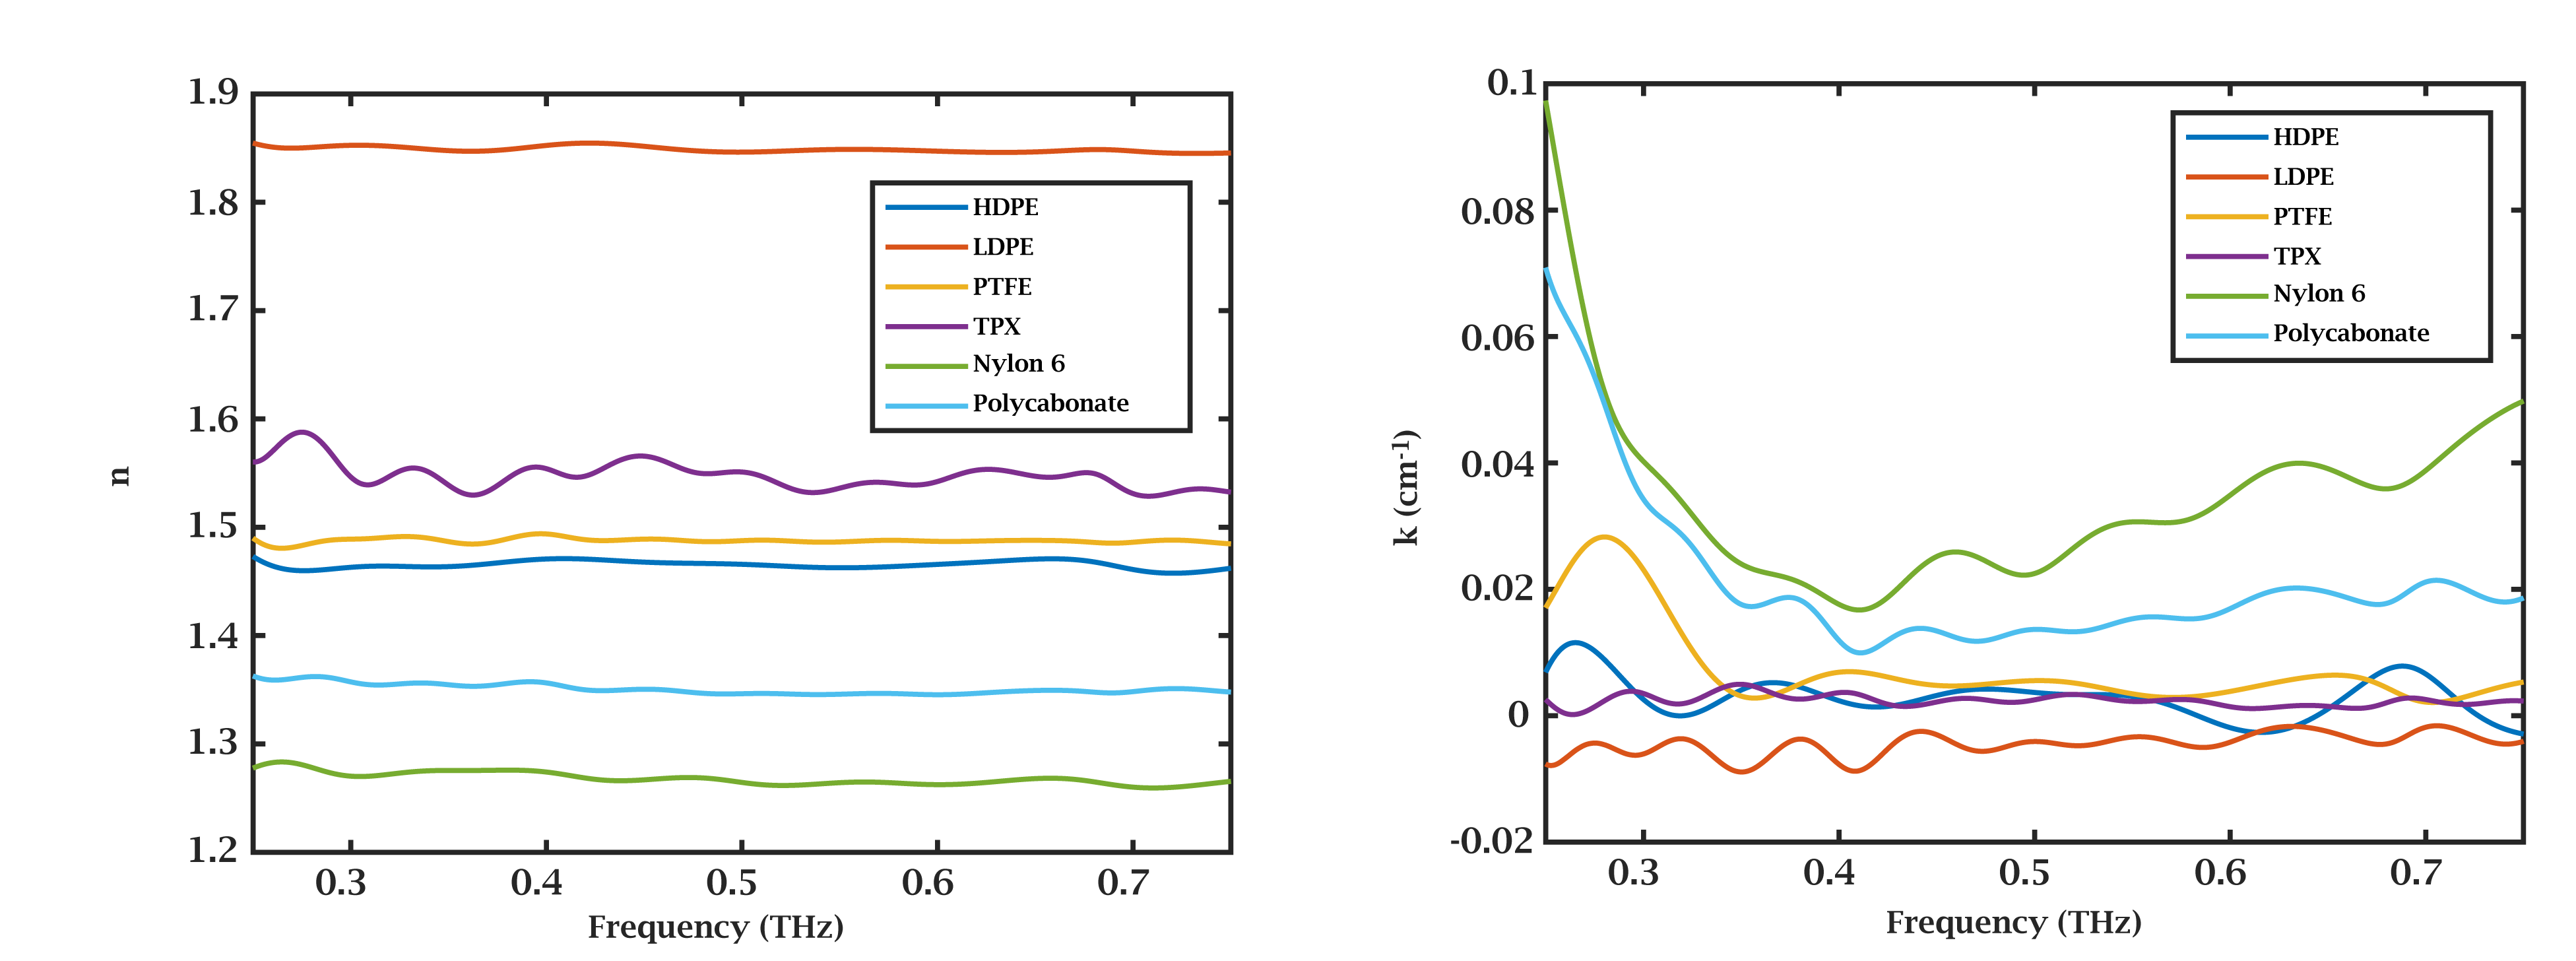 1.9
1.8
1.7
1.6
1.5
1.4
1.3
1.2
n
0.3 0.4 0.5 0.6 0.7
Frequency (THz)
HDPE
LDPE
PTFE
TPX
Nylon 6
Polycabonate
0.1
0.08
0.06
0.04
0.02
0
-0.02
k (cm⁻¹)
0.3 0.4 0.5 0.6 0.7
Frequency (THz)
HDPE
LDPE
PTFE
TPX
Nylon 6
Polycabonate